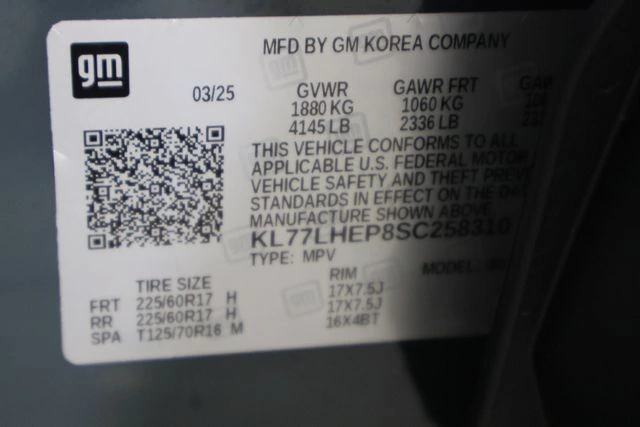 gm
MFD BY GM KOREA COMPANY
03/25
GVWR GAWR FRT
1880 KG 1060 KG
4145 LB 2336 LB
THIS VEHICLE CONFORMS TO ALL
APPLICABLE U.S. FEDERAL MOTOR
VEHICLE SAFETY AND THEFT
STANDARDS IN EFFECT ON THE
MANUFACTURE SHOWN ABOVE
KL77LHEP8SC258310
TYPE: MPV MODEL:
TIRE SIZE RIM
FRT 225/60R17 H 17X7.5J
RR 225/60R17 H 17X7.5J
SPA T125/70R16 M 16X4BT